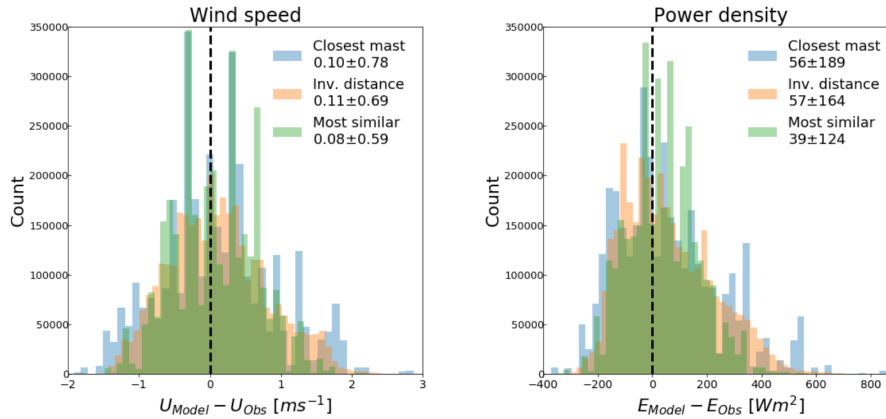 Wind speed
350000
300000
250000
200000
150000
100000
50000
0
Count
Closest mast
0.10±0.78
Inv. distance
0.11±0.69
Most similar
0.08±0.59
−2
−1
0
1
2
3
U_Model − U_Obs [ms⁻¹]
Power density
350000
300000
250000
200000
150000
100000
50000
0
Count
Closest mast
56±189
Inv. distance
57±164
Most similar
39±124
−400
−200
0
200
400
600
800
E_Model − E_Obs [Wm²]